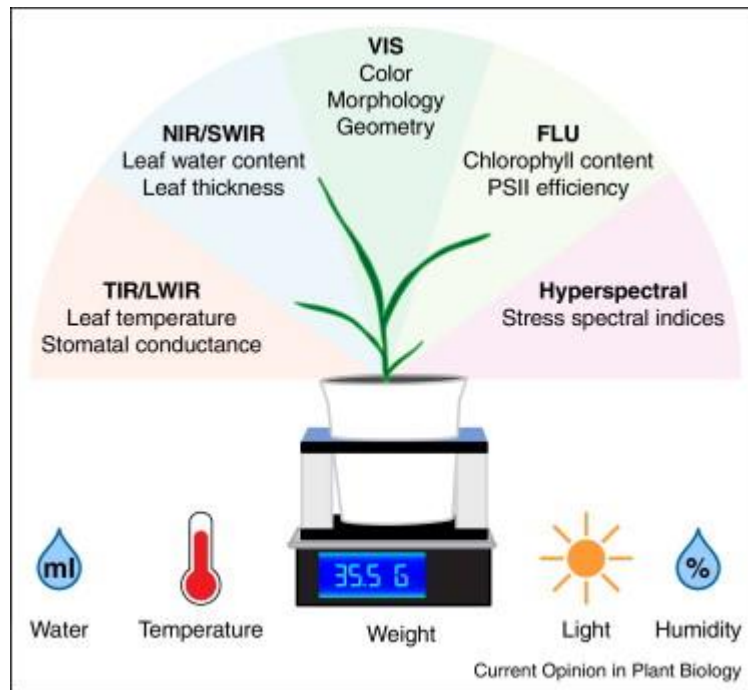 VIS
Color
Morphology
Geometry
NIR/SWIR
Leaf water content
Leaf thickness
FLU
Chlorophyll content
PSII efficiency
TIR/LWIR
Leaf temperature
Stomatal conductance
Hyperspectral
Stress spectral indices
35.5 G
ml
%
Water
Temperature
Weight
Light
Humidity
Current Opinion in Plant Biology